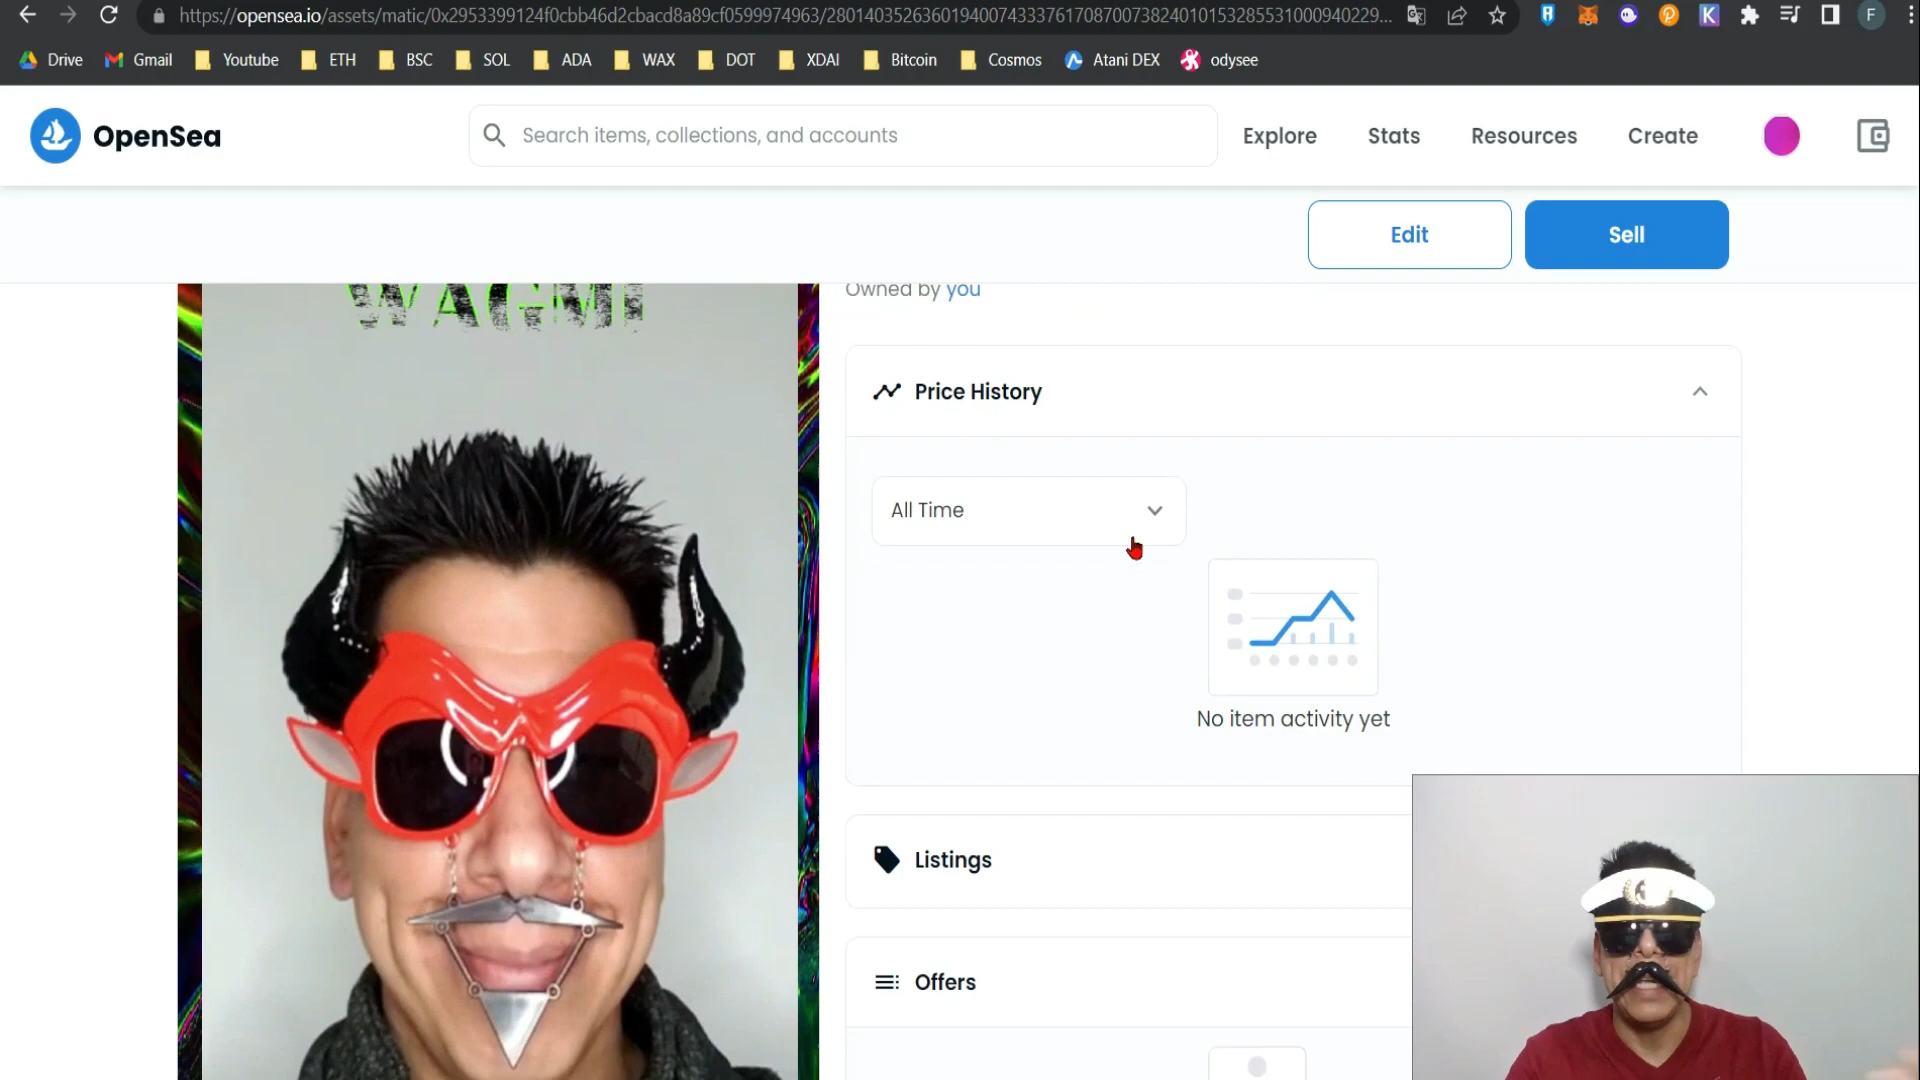 https://opensea.io/assets/matic/0x2953399124f0cbb46d2cbacd8a89cf0599974963/2801403526360194007433376170870073824010153285531000940229...
F
Drive
Gmail
Youtube
ETH
BSC
SOL
ADA
WAX
DOT
XDAI
Bitcoin
Cosmos
Atani DEX
odysee
OpenSea
Search items, collections, and accounts
Explore
Stats
Resources
Create
Edit
Sell
WAGMI
Owned by you
Price History
All Time
No item activity yet
Listings
Offers